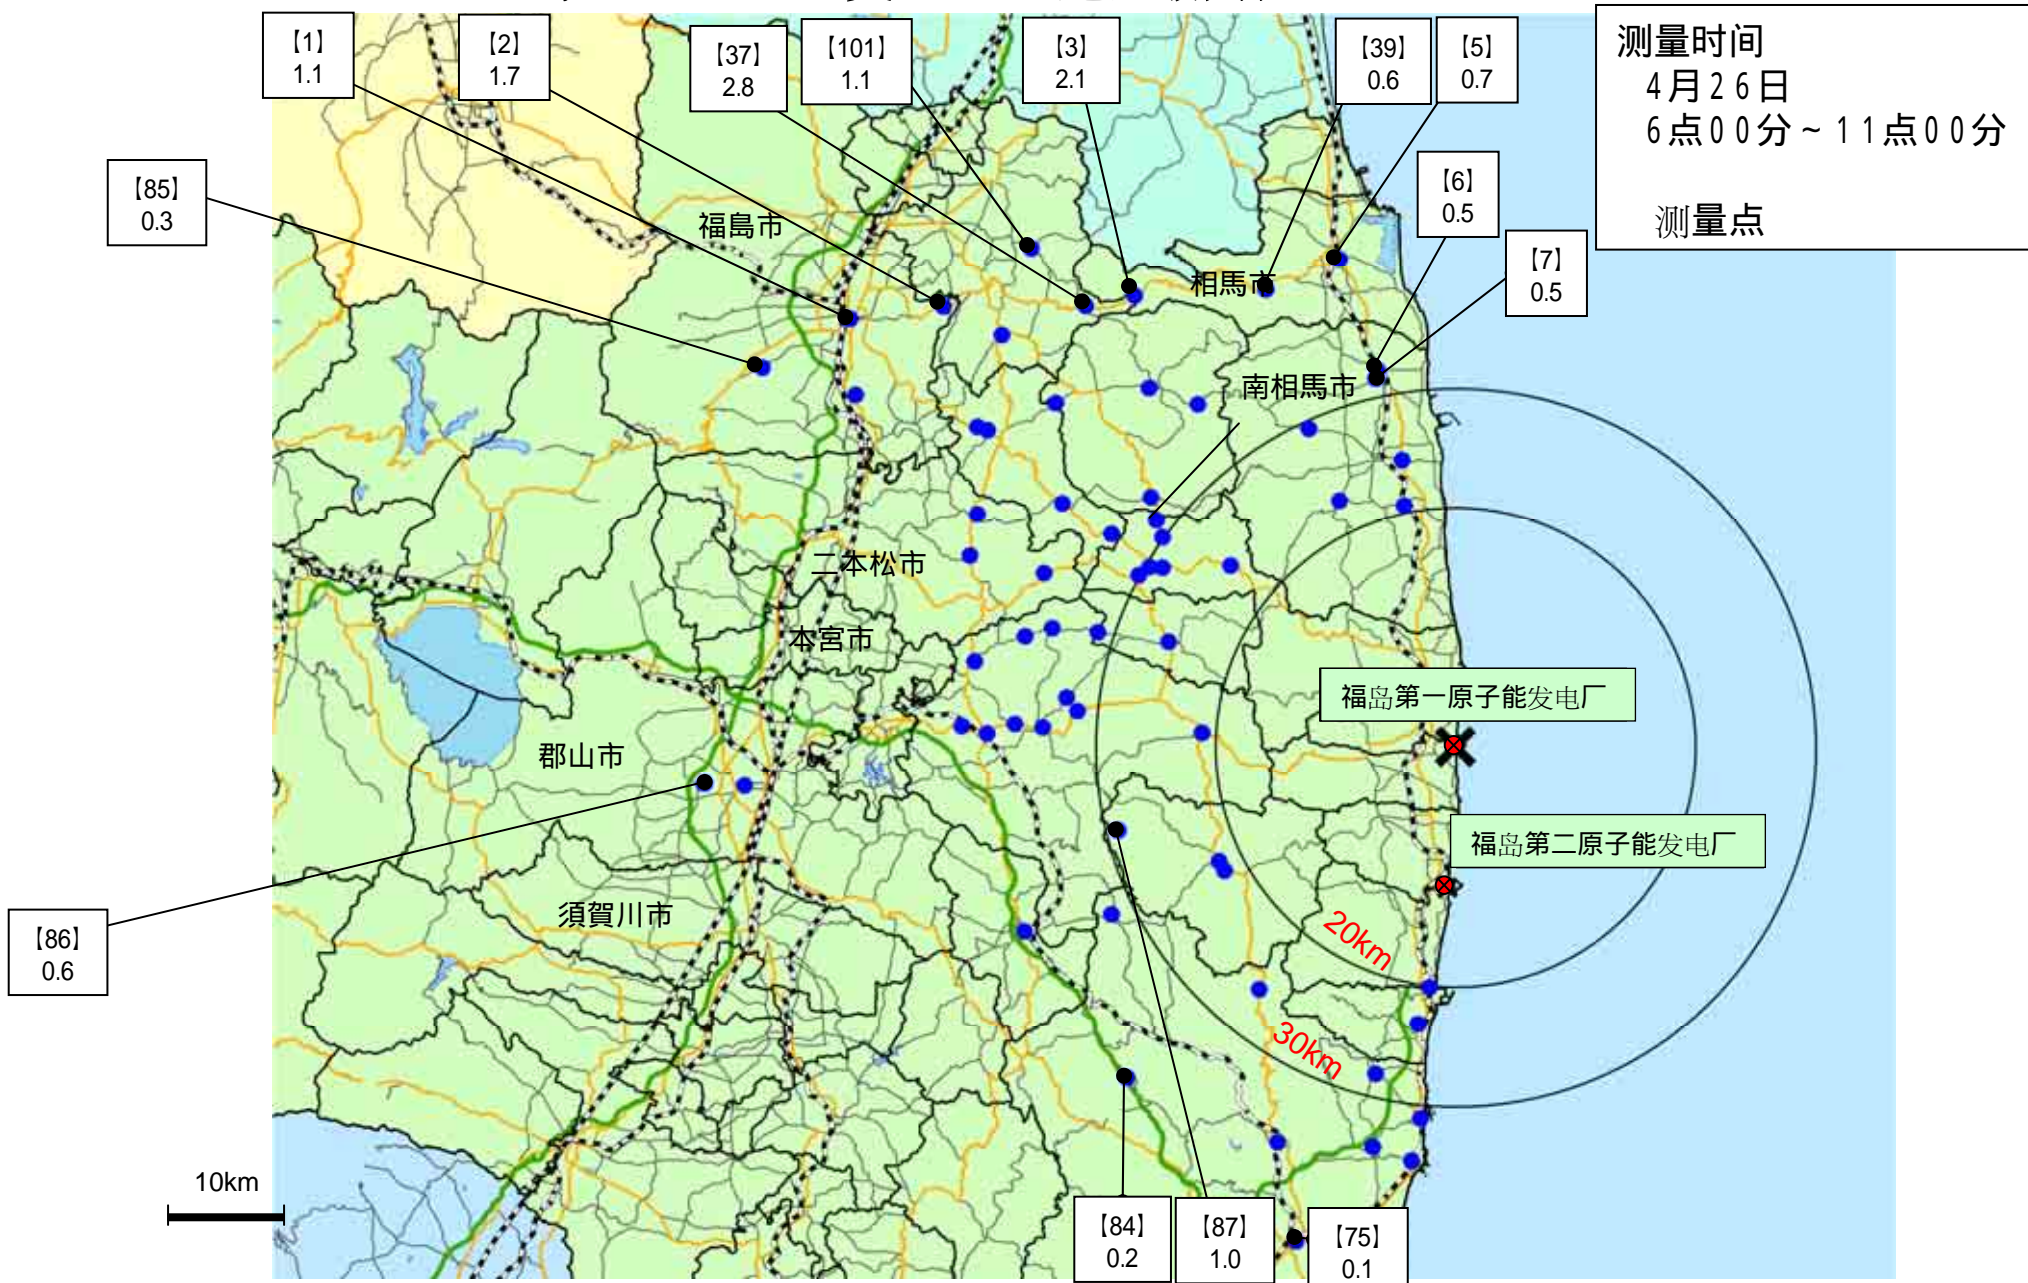 【1】
1.1
【2】
1.7
【37】
2.8
【101】
1.1
【3】
2.1
【39】
0.6
【5】
0.7
测量时间
4月26日
6点00分~11点00分
测量点
【85】
0.3
【6】
0.5
【7】
0.5
福島市
相馬市
南相馬市
二本松市
本宮市
福岛第一原子能发电厂
郡山市
福岛第二原子能发电厂
須賀川市
【86】
0.6
20km
30km
10km
【84】
0.2
【87】
1.0
【75】
0.1